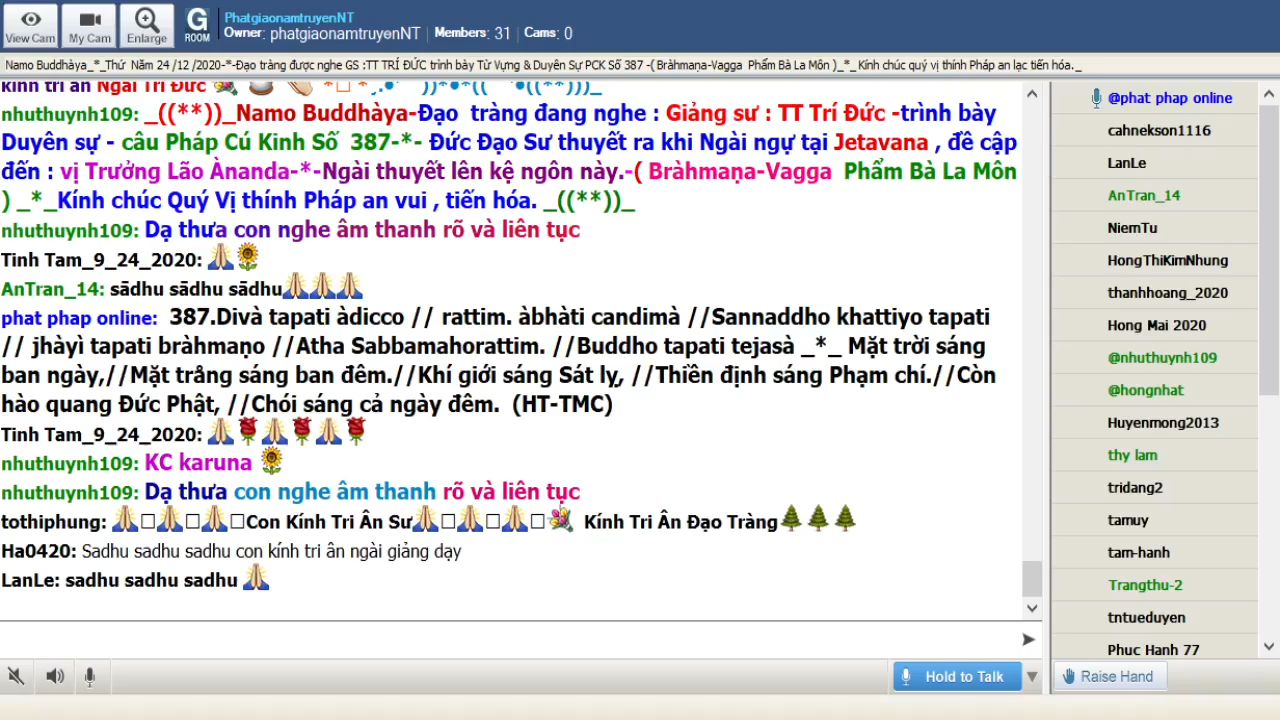 PhatgiaonamtruyenNT
Owner: phatgiaonamtruyenNT | Members: 31 | Cams: 0
View Cam
My Cam
Enlarge
G ROOM
Namo Buddhàya_*_Thứ Năm 24 /12 /2020-*-Đạo tràng được nghe GS :TT TRÍ ĐỨC trình bày Từ Vựng & Duyên Sự PCK Số 387 -( Bràhmaṇa-Vagga Phẩm Bà La Môn )_*_ Kính chúc quý vị thính Pháp an lạc tiến hóa._
kính tri ân Ngài Trí Đức
nhuthuynh109: _((**))_Namo Buddhàya-Đạo tràng đang nghe : Giảng sư : TT Trí Đức -trình bày
Duyên sự - câu Pháp Cú Kinh Số 387-*- Đức Đạo Sư thuyết ra khi Ngài ngự tại Jetavana , đề cập
đến : vị Trưởng Lão Ànanda-*-Ngài thuyết lên kệ ngôn này.-( Bràhmaṇa-Vagga Phẩm Bà La Môn
) _*_Kính chúc Quý Vị thính Pháp an vui , tiến hóa. _((**))_
nhuthuynh109: Dạ thưa con nghe âm thanh rõ và liên tục
Tinh Tam_9_24_2020: 🙏🌻
AnTran_14: sādhu sādhu sādhu🙏🙏🙏
phat phap online: 387.Divà tapati àdicco // rattim. àbhàti candimà //Sannaddho khattiyo tapati
// jhàyì tapati bràhmaṇo //Atha Sabbamahorattim. //Buddho tapati tejasà _*_ Mặt trời sáng
ban ngày,//Mặt trăng sáng ban đêm.//Khí giới sáng Sát lỵ, //Thiền định sáng Phạm chí.//Còn
hào quang Đức Phật, //Chói sáng cả ngày đêm. (HT-TMC)
Tinh Tam_9_24_2020: 🙏🌹🙏🌹🙏🌹
nhuthuynh109: KC karuna 🌻
nhuthuynh109: Dạ thưa con nghe âm thanh rõ và liên tục
tothiphung: 🙏□🙏□🙏□Con Kính Tri Ân Sư🙏□🙏□🙏□💐 Kính Tri Ân Đạo Tràng🌲🌲🌲
Ha0420: Sadhu sadhu sadhu con kính tri ân ngài giảng dạy
LanLe: sadhu sadhu sadhu 🙏
@phat phap online
cahnekson1116
LanLe
AnTran_14
NiemTu
HongThiKimNhung
thanhhoang_2020
Hong Mai 2020
@nhuthuynh109
@hongnhat
Huyenmong2013
thy lam
tridang2
tamuy
tam-hanh
Trangthu-2
tntueduyen
Phuc Hanh 77
Hold to Talk
Raise Hand